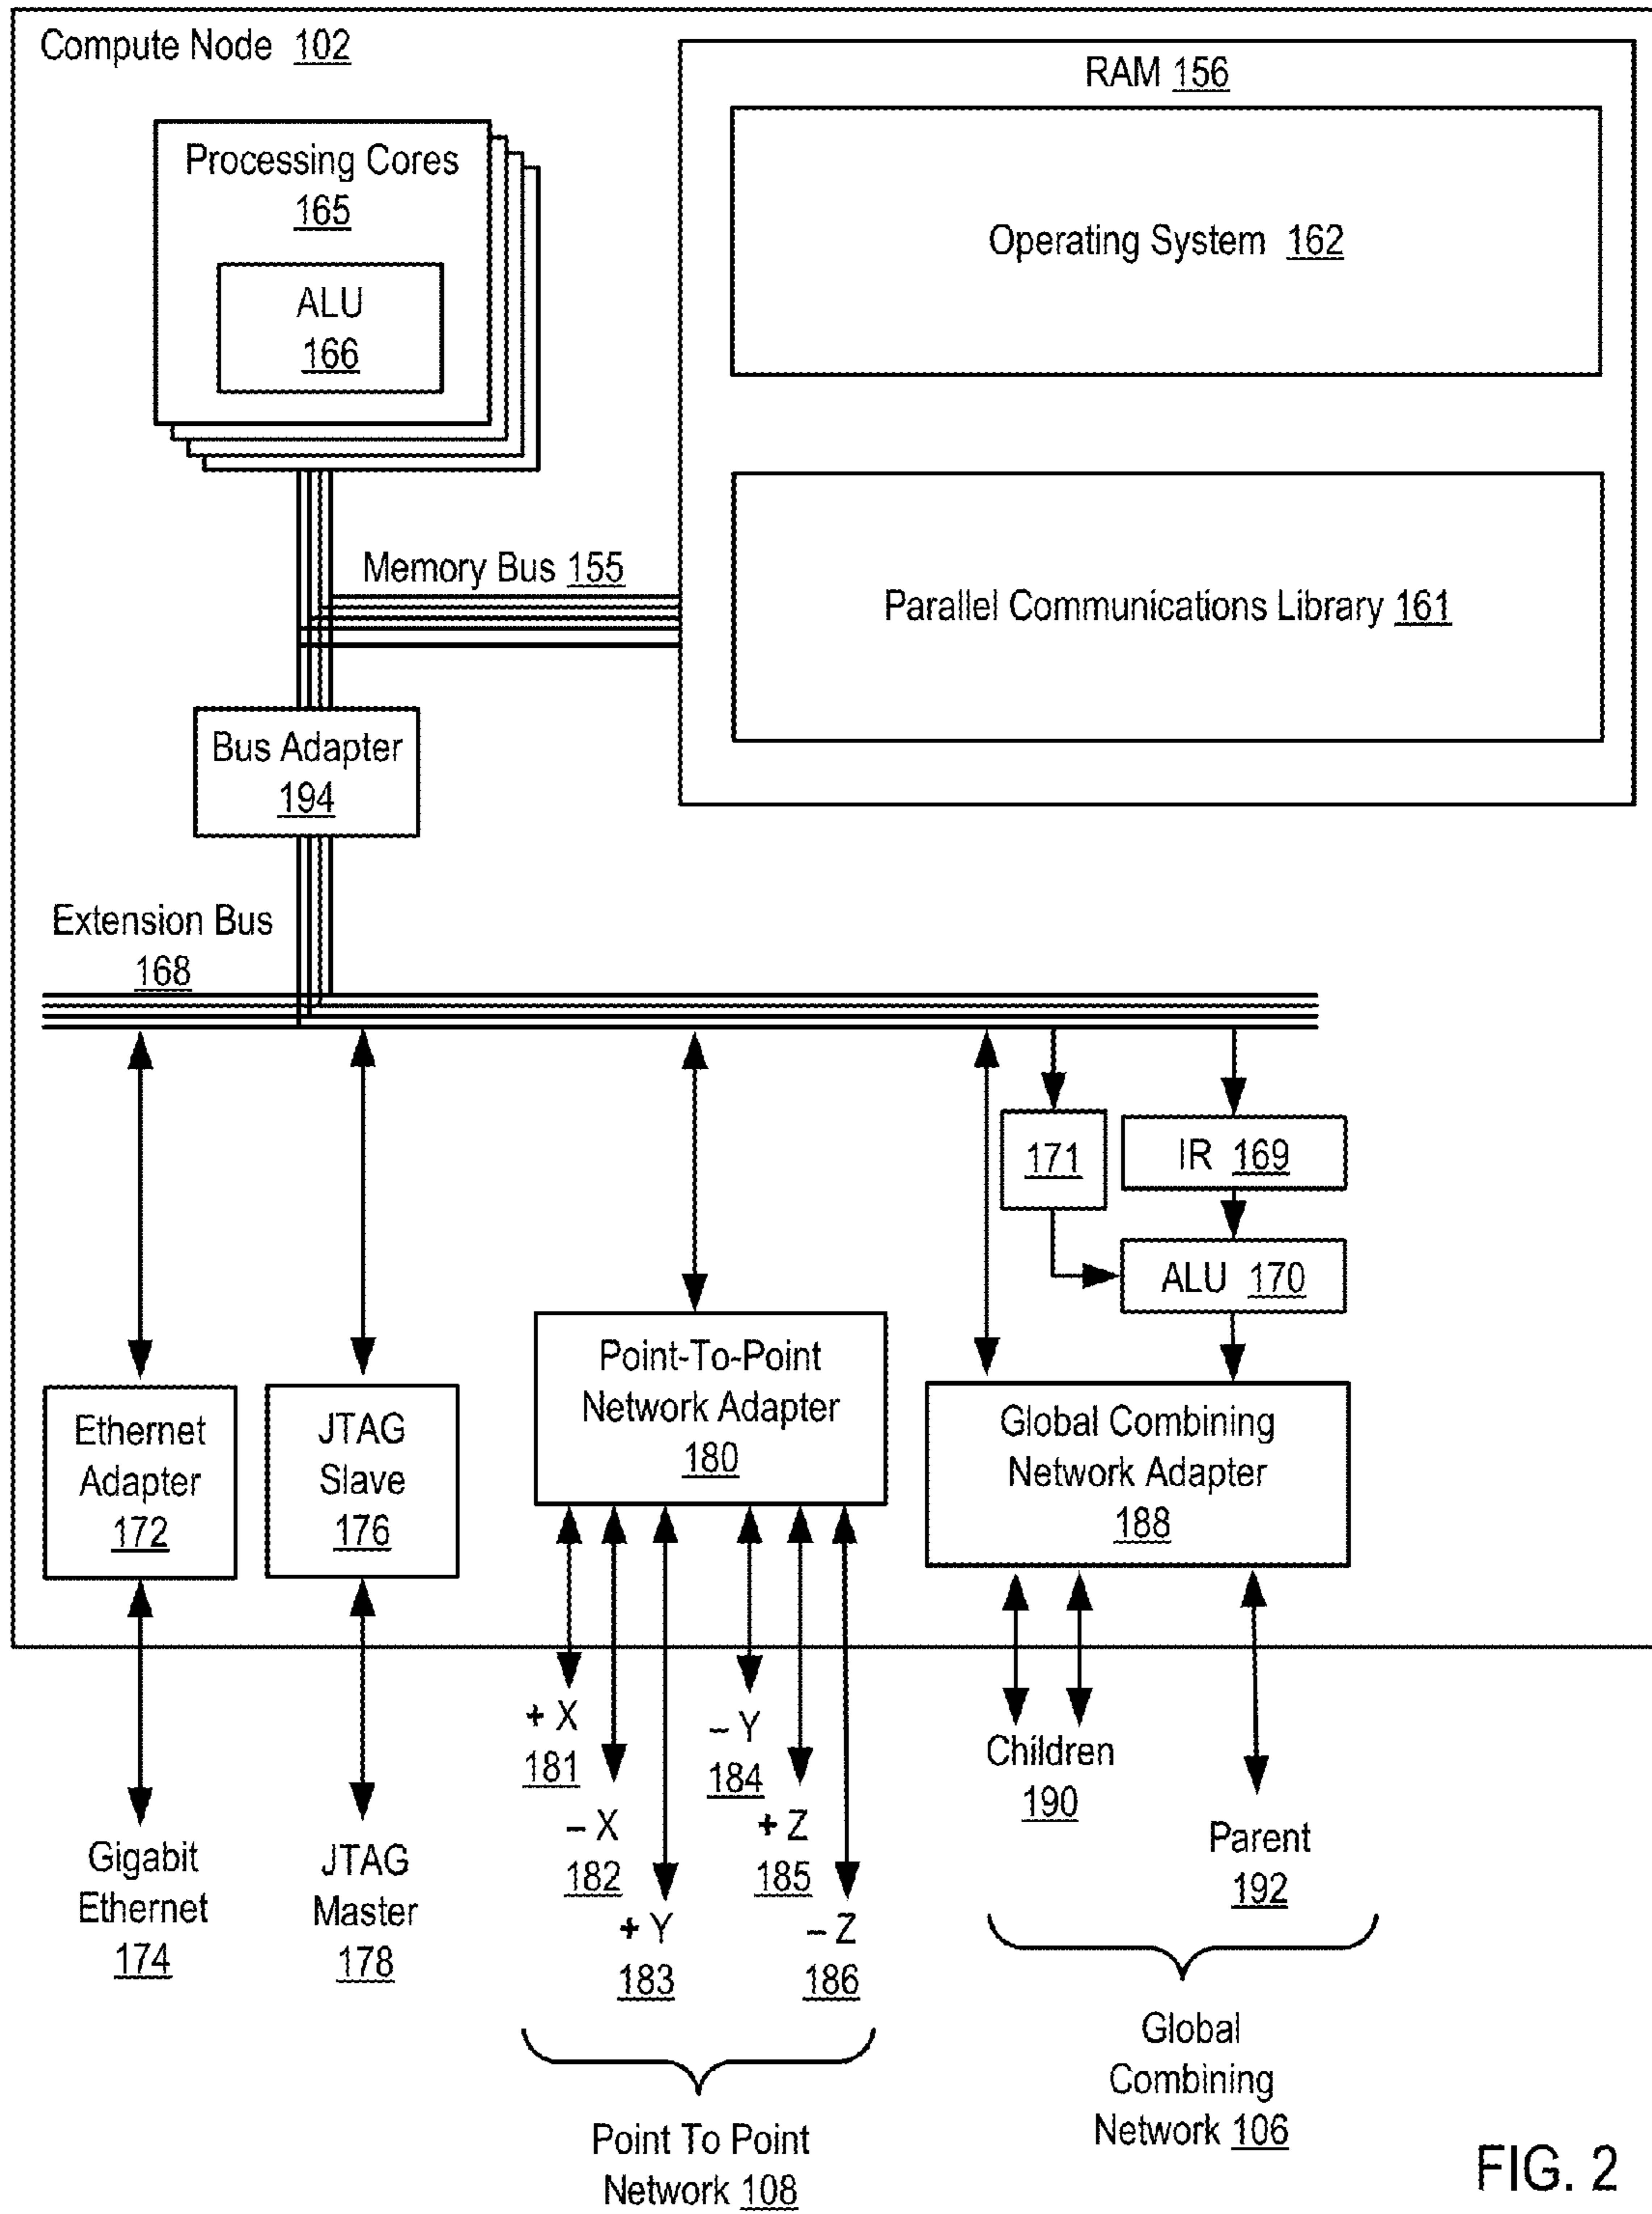 Compute Node 102
RAM 156
Processing Cores
165
ALU
166
Operating System 162
Memory Bus 155
Parallel Communications Library 161
Bus Adapter
194
Extension Bus
168
171
IR 169
ALU 170
Ethernet
Adapter
172
JTAG
Slave
176
Point-To-Point
Network Adapter
180
Global Combining
Network Adapter
188
+ X
181
– X
182
+ Y
183
– Y
184
+ Z
185
– Z
186
Children
190
Parent
192
Gigabit
Ethernet
174
JTAG
Master
178
Point To Point
Network 108
Global
Combining
Network 106
FIG. 2